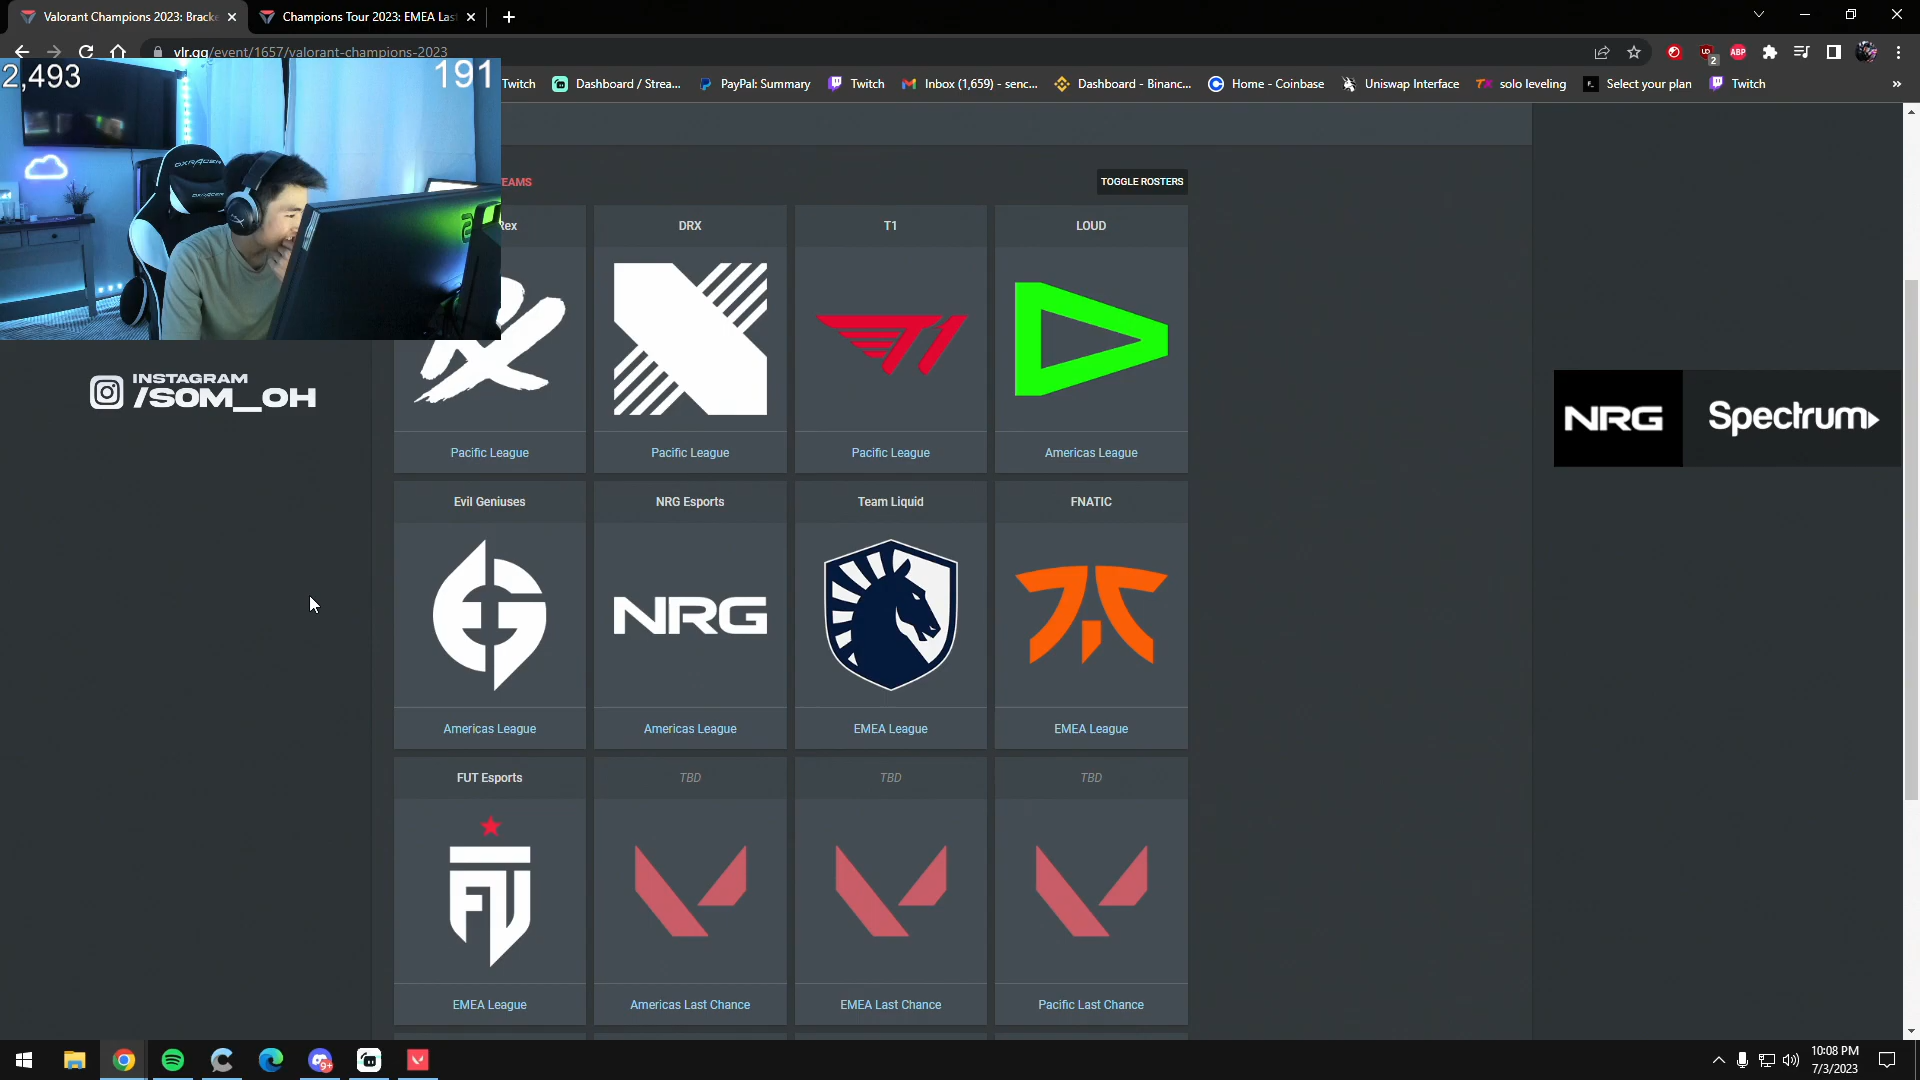 Valorant Champions 2023: Bracke
Champions Tour 2023: EMEA Las
vlr.gg/event/1657/valorant-champions-2023
2
2,493
191
Twitch
Dashboard / Strea...
PayPal: Summary
Twitch
Inbox (1,659) - senc...
Dashboard - Binanc...
Home - Coinbase
Uniswap Interface
solo leveling
Select your plan
Twitch
DXRACER
EAMS
TOGGLE ROSTERS
Rex
DRX
T1
LOUD
T1
Pacific League
Pacific League
Pacific League
Americas League
INSTAGRAM
/SOM_OH
NRG
Spectrum
Evil Geniuses
NRG Esports
Team Liquid
FNATIC
NRG
Americas League
Americas League
EMEA League
EMEA League
FUT Esports
TBD
TBD
TBD
EMEA League
Americas Last Chance
EMEA Last Chance
Pacific Last Chance
9+
10:08 PM
7/3/2023